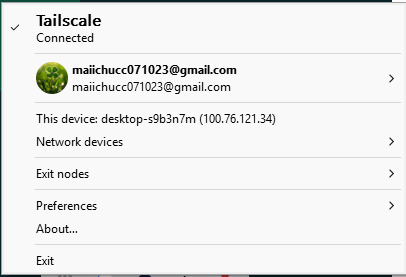 Tailscale
Connected
maiichucc071023@gmail.com
maiichucc071023@gmail.com
This device: desktop-s9b3n7m (100.76.121.34)
Network devices
Exit nodes
Preferences
About...
Exit